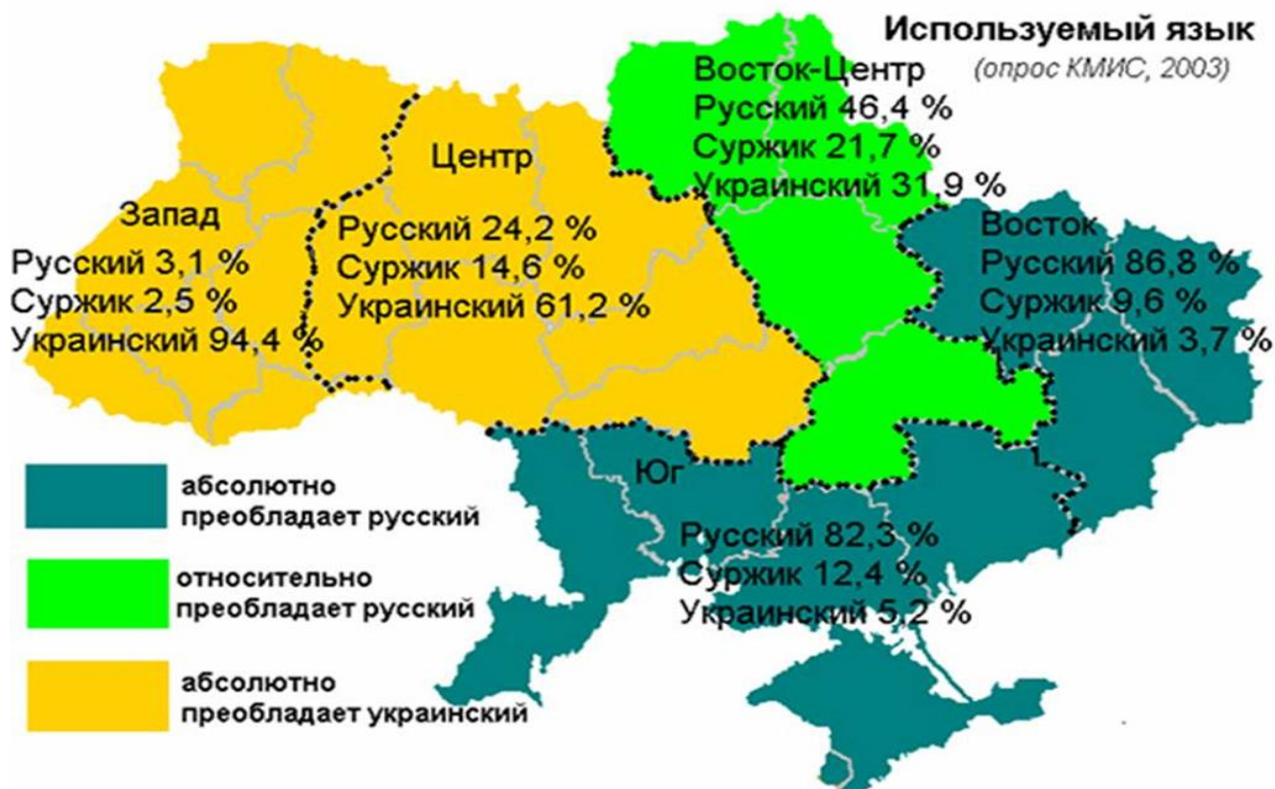 Используемый язык
(опрос КМИС, 2003)
Восток-Центр
Русский 46,4 %
Суржик 21,7 %
Украинский 31,9 %
Центр
Русский 24,2 %
Суржик 14,6 %
Украинский 61,2 %
Запад
Русский 3,1 %
Суржик 2,5 %
Украинский 94,4 %
Восток
Русский 86,8 %
Суржик 9,6 %
Украинский 3,7 %
Юг
Русский 82,3 %
Суржик 12,4 %
Украинский 5,2 %
абсолютно
преобладает русский
относительно
преобладает русский
абсолютно
преобладает украинский